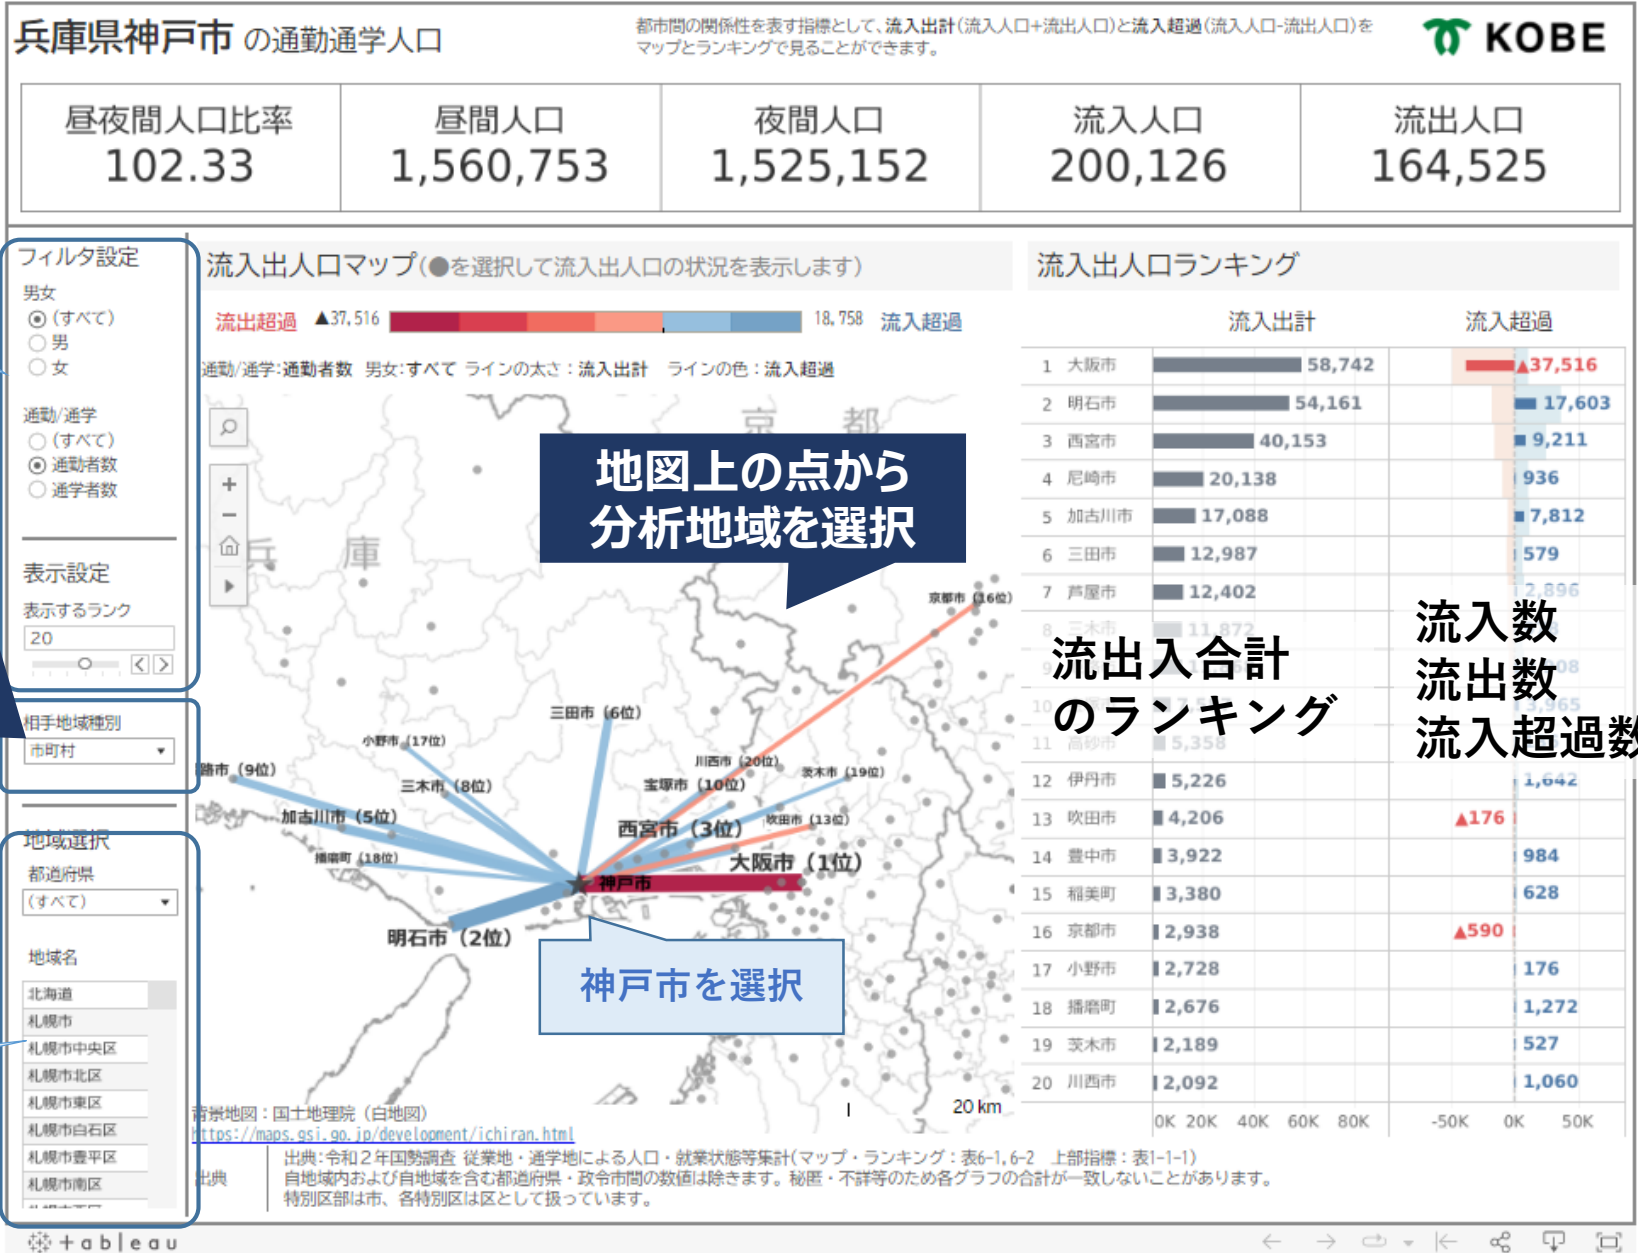 兵庫県神戸市 の通勤通学人口
都市間の関係性を表す指標として、流入出計(流入人口+流出人口)と流入超過(流入人口-流出人口)を
マップとランキングで見ることができます。
KOBE
昼夜間人口比率
102.33
昼間人口
1,560,753
夜間人口
1,525,152
流入人口
200,126
流出人口
164,525
フィルタ設定
男女
(すべて)
男
女
通勤/通学
(すべて)
通勤者数
通学者数
表示設定
表示するランク
20
相手地域種別
市町村
地域選択
都道府県
(すべて)
地域名
北海道
札幌市
札幌市中央区
札幌市北区
札幌市東区
札幌市白石区
札幌市豊平区
札幌市南区
流入出人口マップ(●を選択して流入出人口の状況を表示します)
流出超過 ▲37,516 18,758 流入超過
通勤/通学:通勤者数 男女:すべて ラインの太さ：流入出計 ラインの色：流入超過
京都
兵庫
地図上の点から
分析地域を選択
京都市 (16位)
三田市 (6位)
小野市 (17位)
川西市 (20位)
路市 (9位)
三木市 (8位)
宝塚市 (10位)
茨木市 (19位)
加古川市 (5位)
西宮市 (3位)
吹田市 (13位)
播磨町 (18位)
大阪市 (1位)
神戸市
明石市 (2位)
神戸市を選択
20 km
背景地図：国土地理院（白地図）
https://maps.gsi.go.jp/development/ichiran.html
流入出人口ランキング
流入出計 流入超過
1 大阪市 58,742 ▲37,516
2 明石市 54,161 17,603
3 西宮市 40,153 9,211
4 尼崎市 20,138 936
5 加古川市 17,088 7,812
6 三田市 12,987 579
7 芦屋市 12,402 2,896
8 三木市 11,872
9
10 3,965
11 高砂市 5,358
流出入合計
のランキング
流入数
流出数
流入超過数
12 伊丹市 5,226 1,642
13 吹田市 4,206 ▲176
14 豊中市 3,922 984
15 稲美町 3,380 628
16 京都市 2,938 ▲590
17 小野市 2,728 176
18 播磨町 2,676 1,272
19 茨木市 2,189 527
20 川西市 2,092 1,060
0K 20K 40K 60K 80K -50K 0K 50K
出典
出典:令和２年国勢調査 従業地・通学地による人口・就業状態等集計(マップ・ランキング：表6-1,6-2 上部指標：表1-1-1)
自地域内および自地域を含む都道府県・政令市間の数値は除きます。秘匿・不詳等のため各グラフの合計が一致しないことがあります。
特別区部は市、各特別区は区として扱っています。
+ableau